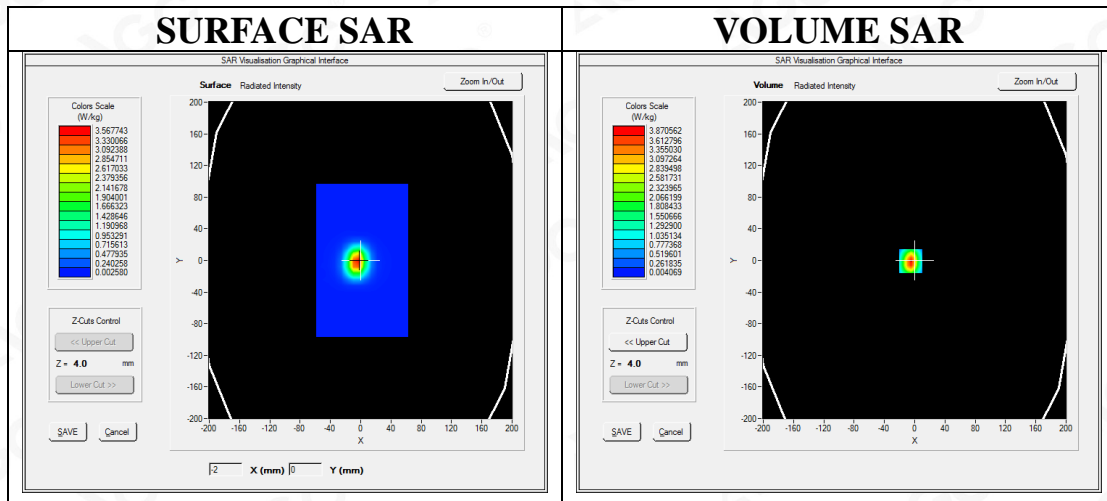 SURFACE SAR
SAR Visualisation Graphical Interface
Surface Radiated Intensity
Zoom In/Out
Colors Scale
(W/kg)
3.567743
3.330066
3.092388
2.854711
2.617033
2.379356
2.141678
1.904001
1.666323
1.428646
1.190968
0.953291
0.715613
0.477935
0.240258
0.002580
Z-Cuts Control
<< Upper Cut
Z = 4.0 mm
Lower Cut >>
SAVE Cancel
200
160
120
80
40
0
-40
-80
-120
-160
-200
Y
-200 -160 -120 -80 -40 0 40 80 120 160 200
X
-2 X (mm) 0 Y (mm)
VOLUME SAR
SAR Visualisation Graphical Interface
Volume Radiated Intensity
Zoom In/Out
Colors Scale
(W/kg)
3.870562
3.612796
3.355030
3.097264
2.839498
2.581731
2.323965
2.066199
1.808433
1.550666
1.292900
1.035134
0.777368
0.519601
0.261835
0.004069
Z-Cuts Control
<< Upper Cut
Z = 4.0 mm
Lower Cut >>
SAVE Cancel
200
160
120
80
40
0
-40
-80
-120
-160
-200
Y
-200 -160 -120 -80 -40 0 40 80 120 160 200
X